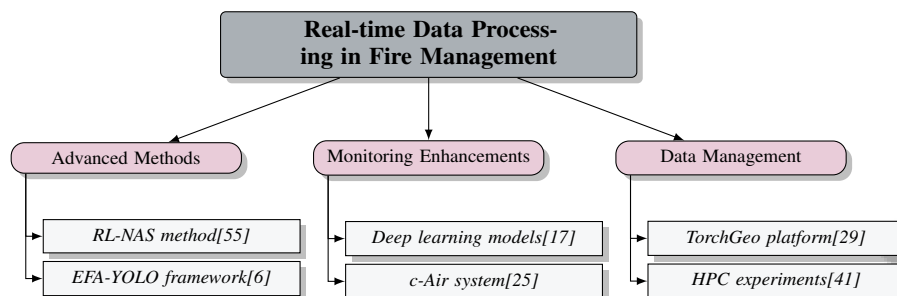 Real-time Data Process-
ing in Fire Management
Advanced Methods
Monitoring Enhancements
Data Management
RL-NAS method[55]
Deep learning models[17]
TorchGeo platform[29]
EFA-YOLO framework[6]
c-Air system[25]
HPC experiments[41]